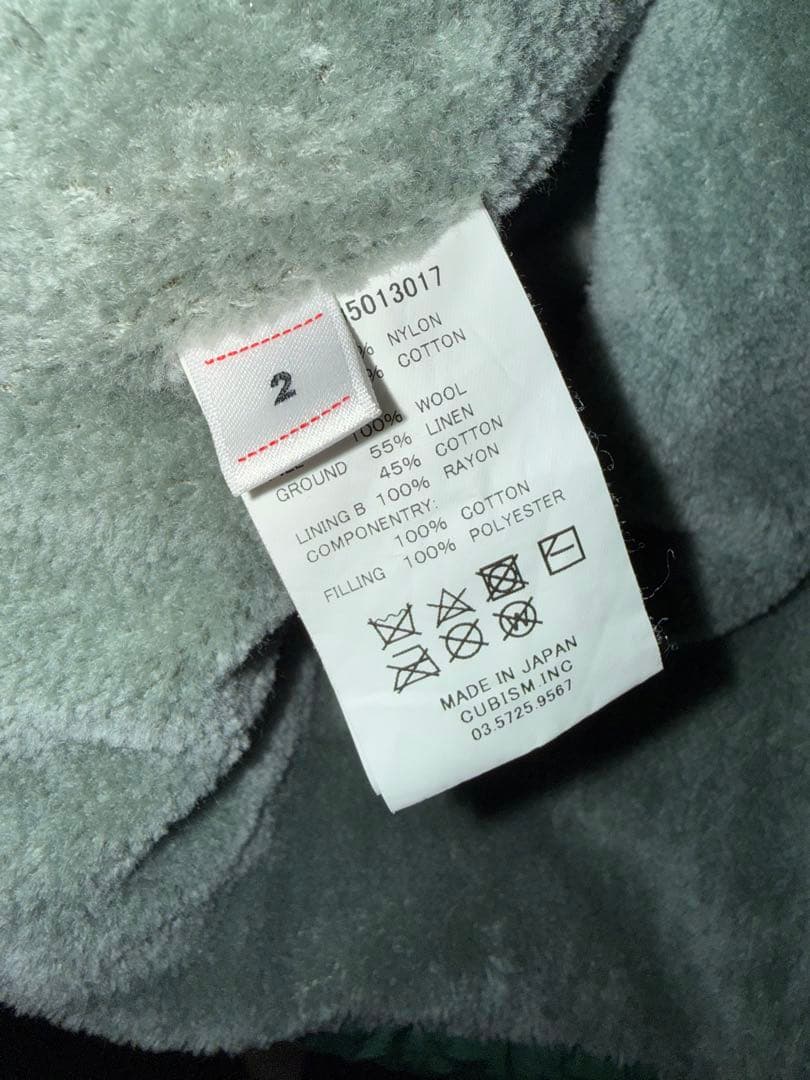 2
5013017
% NYLON
% COTTON
100% WOOL
GROUND 55% LINEN
45% COTTON
LINING B 100% RAYON
COMPONENTRY:
100% COTTON
FILLING 100% POLYESTER
W
MADE IN JAPAN
CUBISM.INC
03.5725.9567